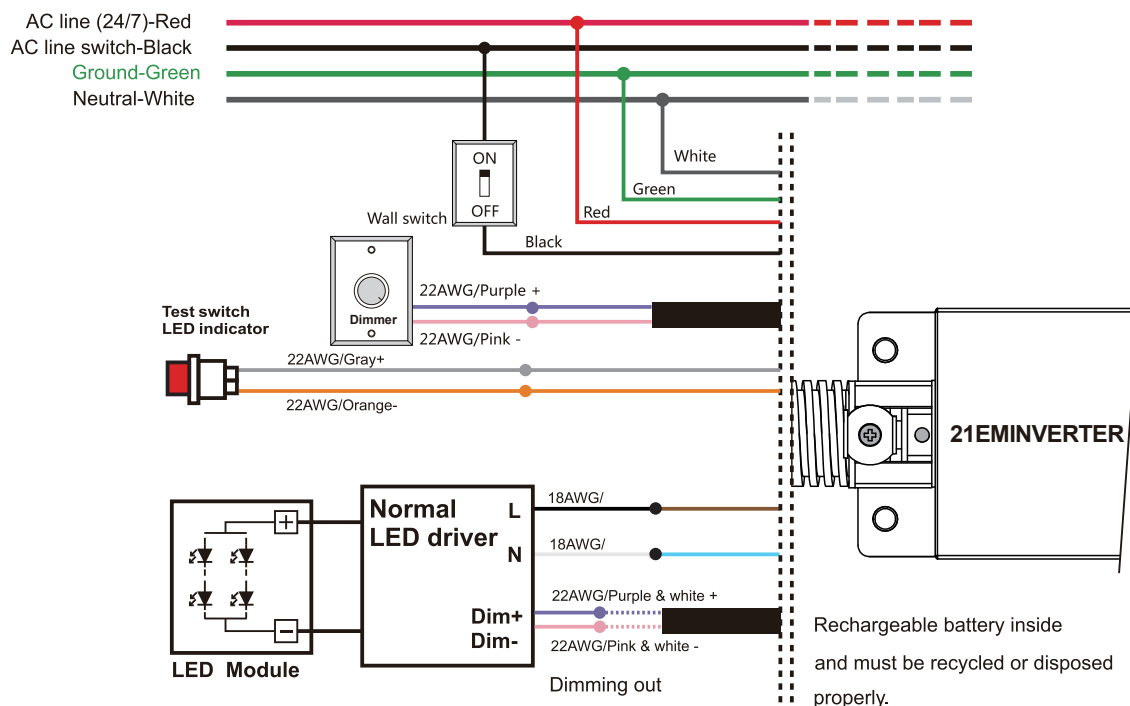 AC line (24/7)-Red
AC line switch-Black
Ground-Green
Neutral-White
White
Green
Red
Black
ON
OFF
Wall switch
22AWG/Purple +
Dimmer
22AWG/Pink -
Test switch
LED indicator
22AWG/Gray+
22AWG/Orange-
21EMINVERTER
Normal
LED driver
L
N
Dim+
Dim-
18AWG/
18AWG/
22AWG/Purple & white +
22AWG/Pink & white -
Dimming out
+
−
LED Module
Rechargeable battery inside
and must be recycled or disposed
properly.